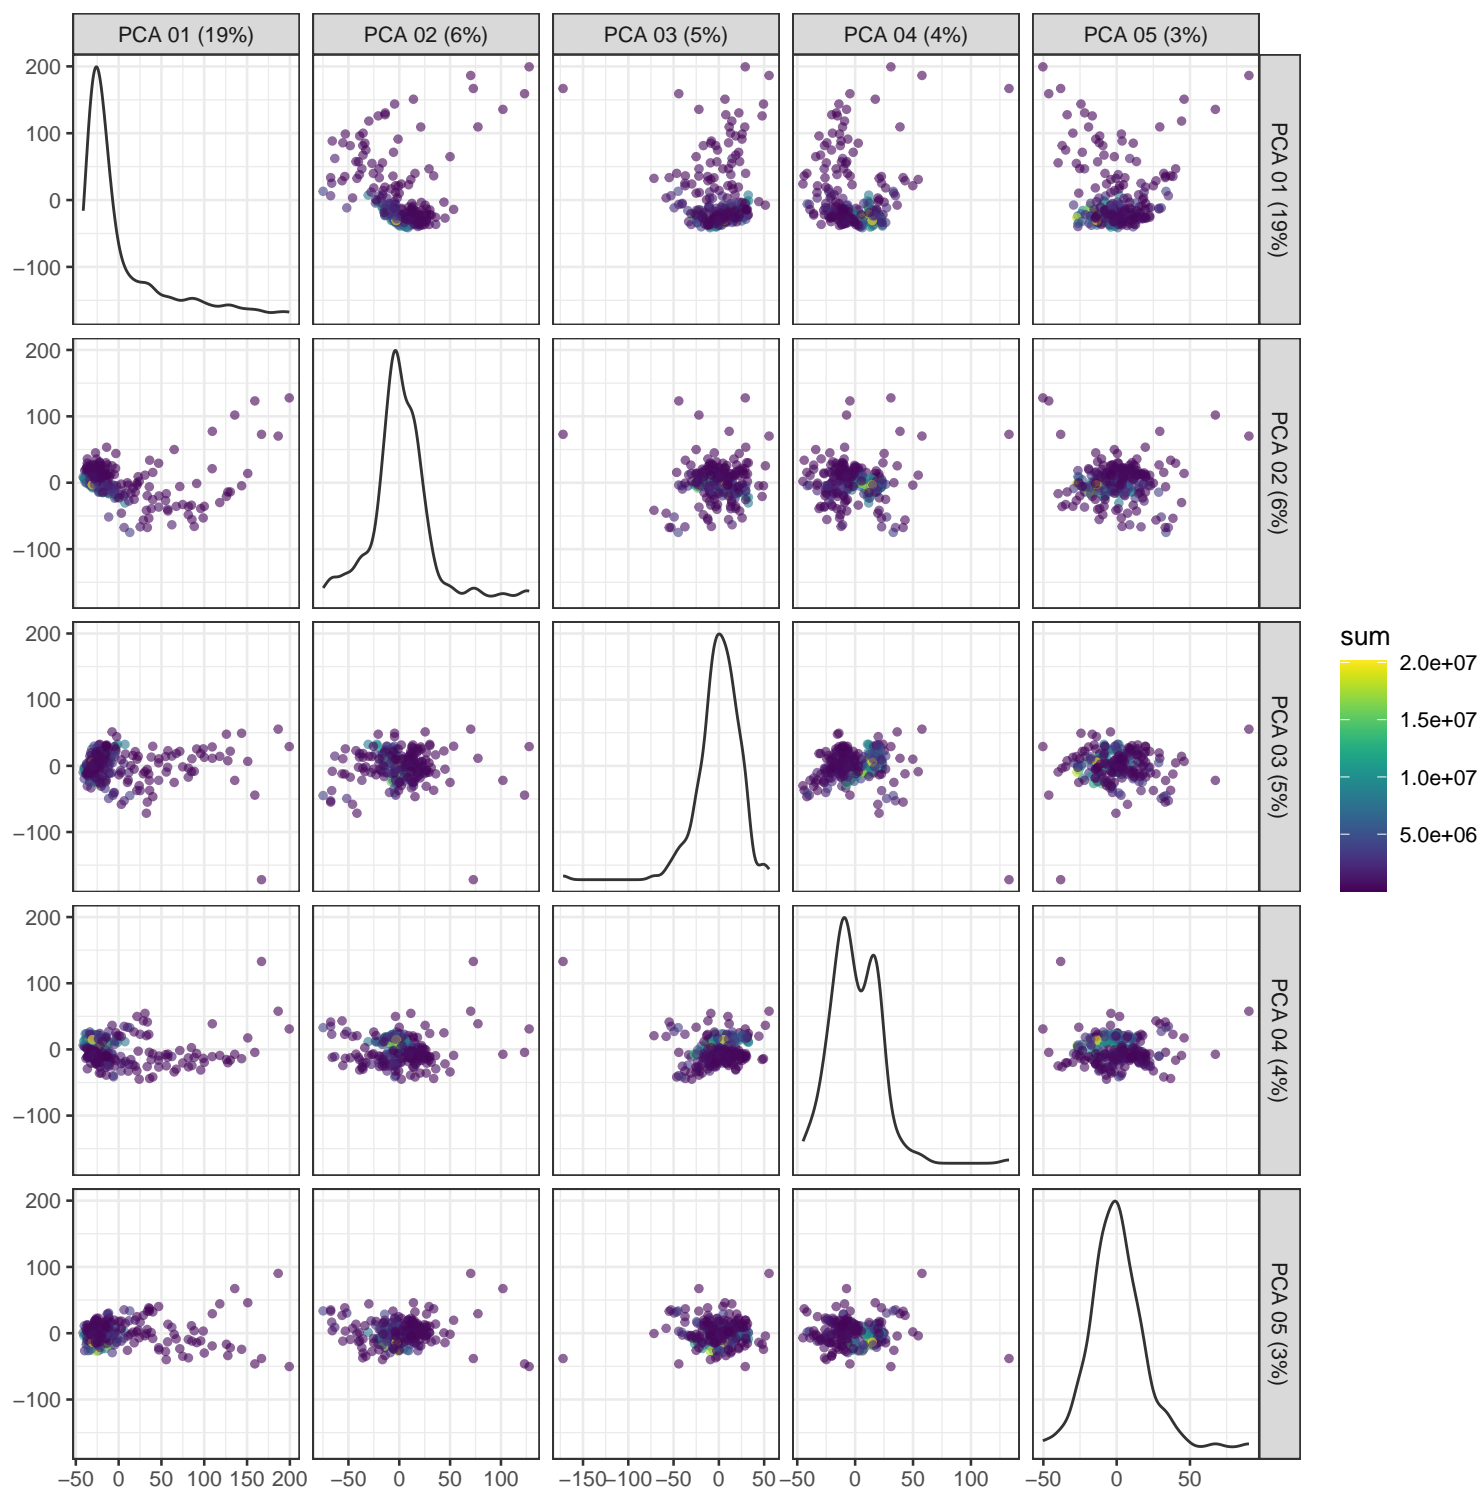 PCA 01 (19%) PCA 02 (6%) PCA 03 (5%) PCA 04 (4%) PCA 05 (3%)
200
100
0
−100
PCA 01 (19%)
200
100
0
−100
PCA 02 (6%)
200
100
0
−100
PCA 03 (5%)
200
100
0
−100
PCA 04 (4%)
200
100
0
−100
PCA 05 (3%)
−50 0 50 100 150 200
−50 0 50 100
−150 −100 −50 0 50
−50 0 50 100
−50 0 50
sum
2.0e+07
1.5e+07
1.0e+07
5.0e+06